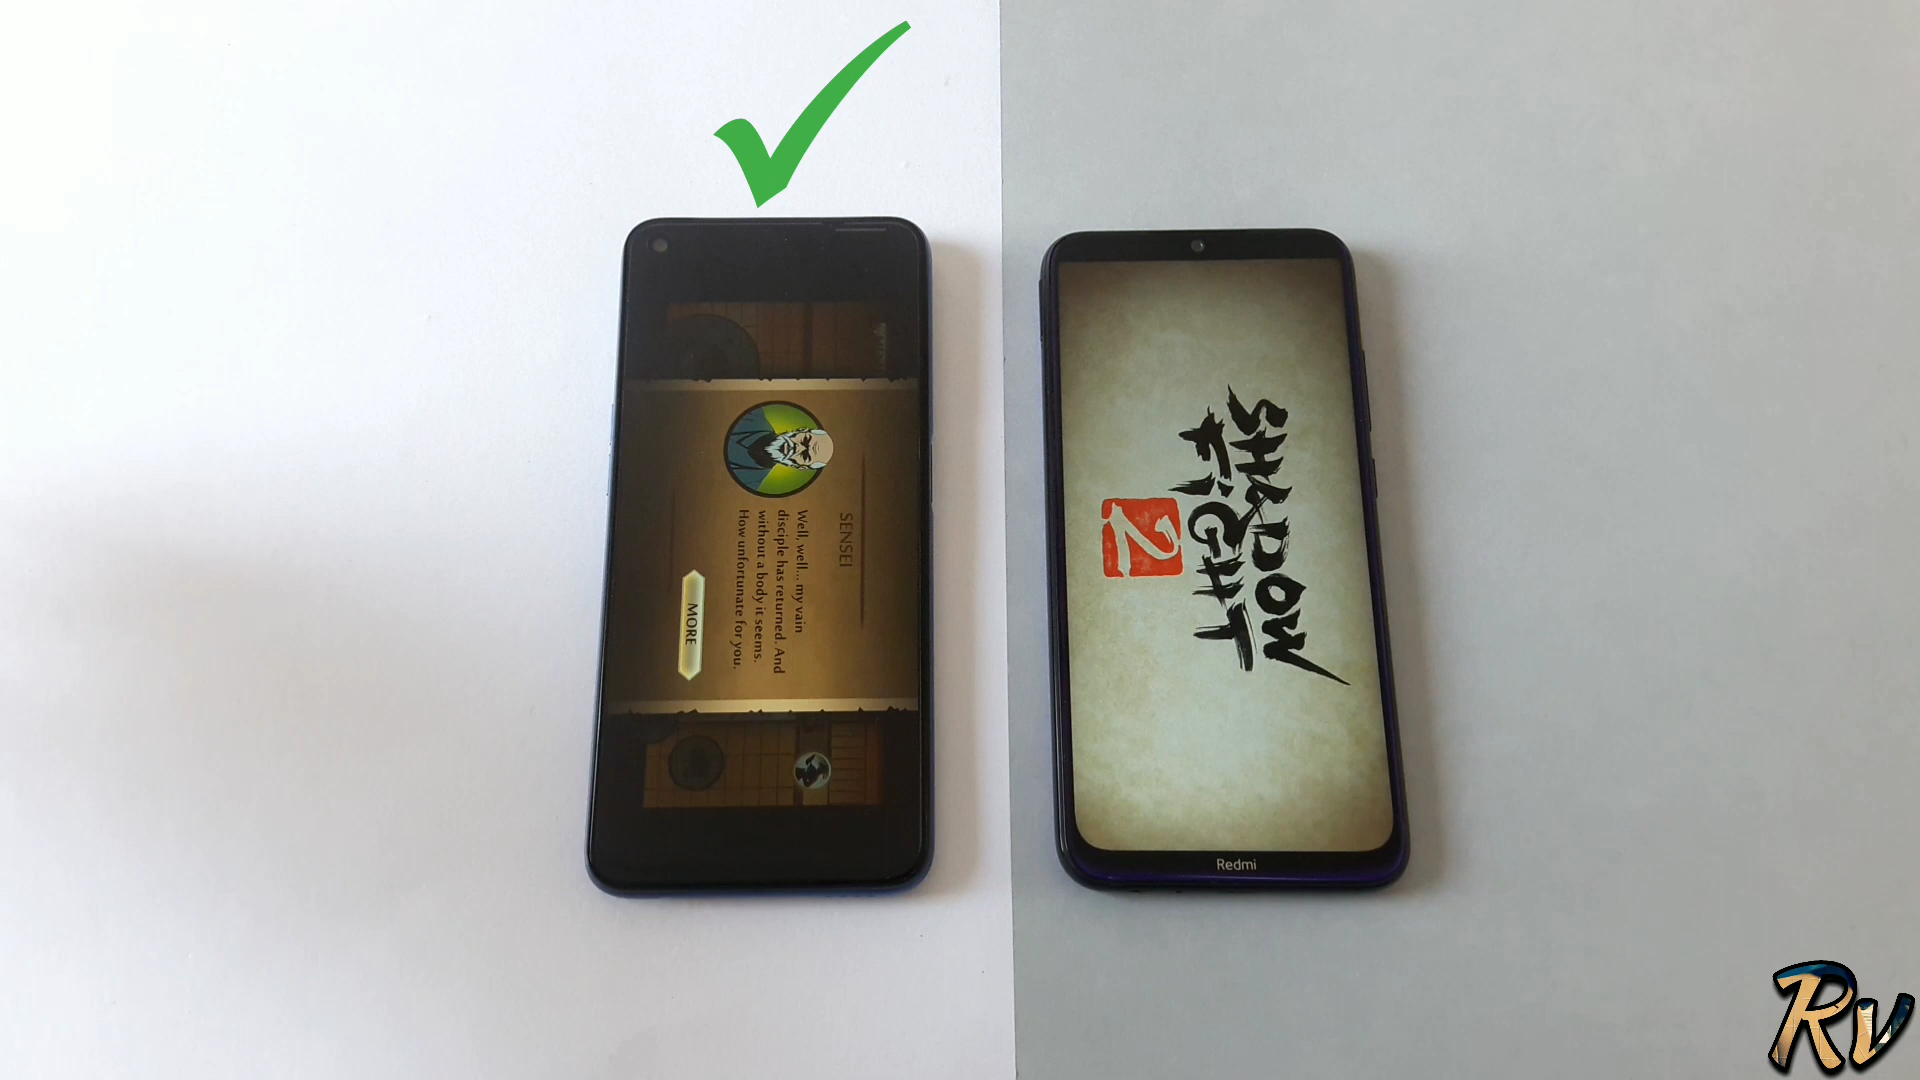 SENSEI
Well, well... my vain
disciple has returned. And
without a body it seems.
How unfortunate for you.
MORE
SHADOW
FIGHT
2
Redmi
RV